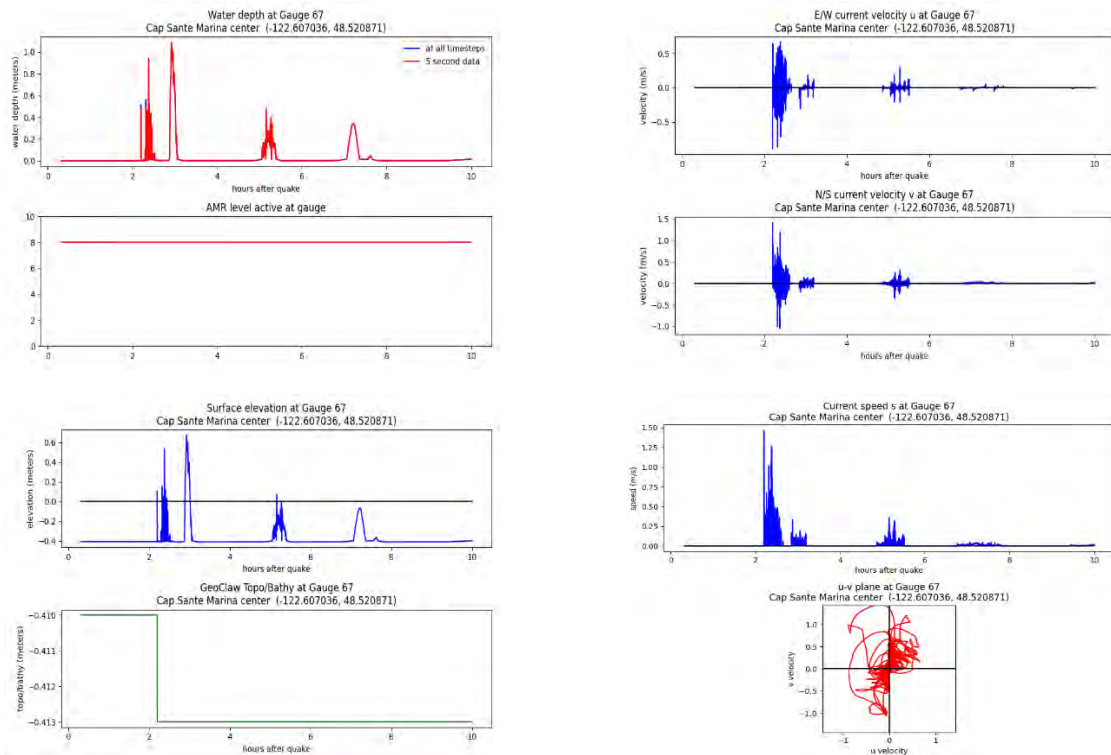 Water depth at Gauge 67
Cap Sante Marina center (-122.607036, 48.520871)
water depth (meters)
1.0
0.8
0.6
0.4
0.2
0.0
at all timesteps
5 second data
0 2 4 6 8 10
hours after quake
AMR level active at gauge
10
8
6
4
2
0
0 2 4 6 8 10
hours after quake
Surface elevation at Gauge 67
Cap Sante Marina center (-122.607036, 48.520871)
elevation (meters)
0.6
0.4
0.2
0.0
−0.2
−0.4
0 2 4 6 8 10
hours after quake
GeoClaw Topo/Bathy at Gauge 67
Cap Sante Marina center (-122.607036, 48.520871)
topo/bathy (meters)
−0.410
−0.411
−0.412
−0.413
0 2 4 6 8 10
hours after quake
E/W current velocity u at Gauge 67
Cap Sante Marina center (-122.607036, 48.520871)
velocity (m/s)
0.5
0.0
−0.5
0 2 4 6 8 10
hours after quake
N/S current velocity v at Gauge 67
Cap Sante Marina center (-122.607036, 48.520871)
velocity (m/s)
1.5
1.0
0.5
0.0
−0.5
−1.0
0 2 4 6 8 10
hours after quake
Current speed s at Gauge 67
Cap Sante Marina center (-122.607036, 48.520871)
speed (m/s)
1.50
1.25
1.00
0.75
0.50
0.25
0.00
0 2 4 6 8 10
hours after quake
u-v plane at Gauge 67
Cap Sante Marina center (-122.607036, 48.520871)
v velocity
1.0
0.5
0.0
−0.5
−1.0
−1 0 1
u velocity